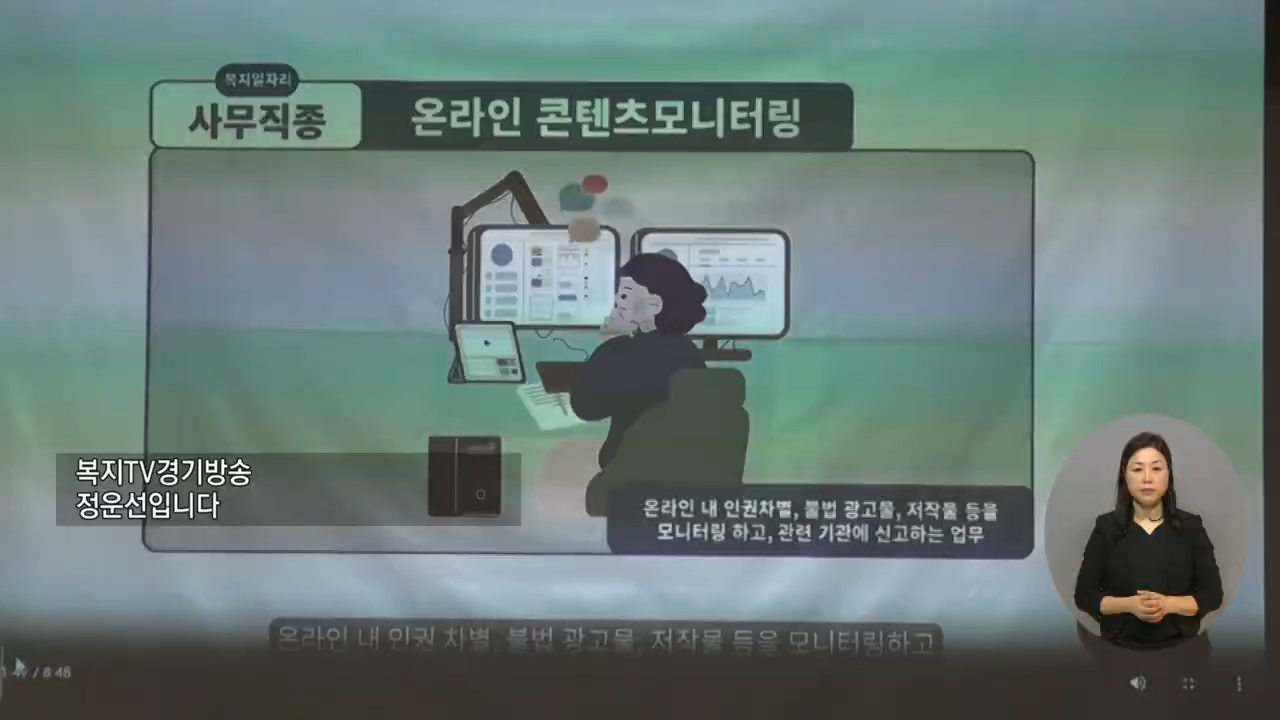 복지일자리
사무직종
온라인 콘텐츠모니터링
복지TV경기방송
정운선입니다
온라인 내 인권차별, 불법 광고물, 저작물 등을
모니터링 하고, 관련 기관에 신고하는 업무
온라인 내 인권 차별, 불법 광고물, 저작물 등을 모니터링하고
/ 8:48